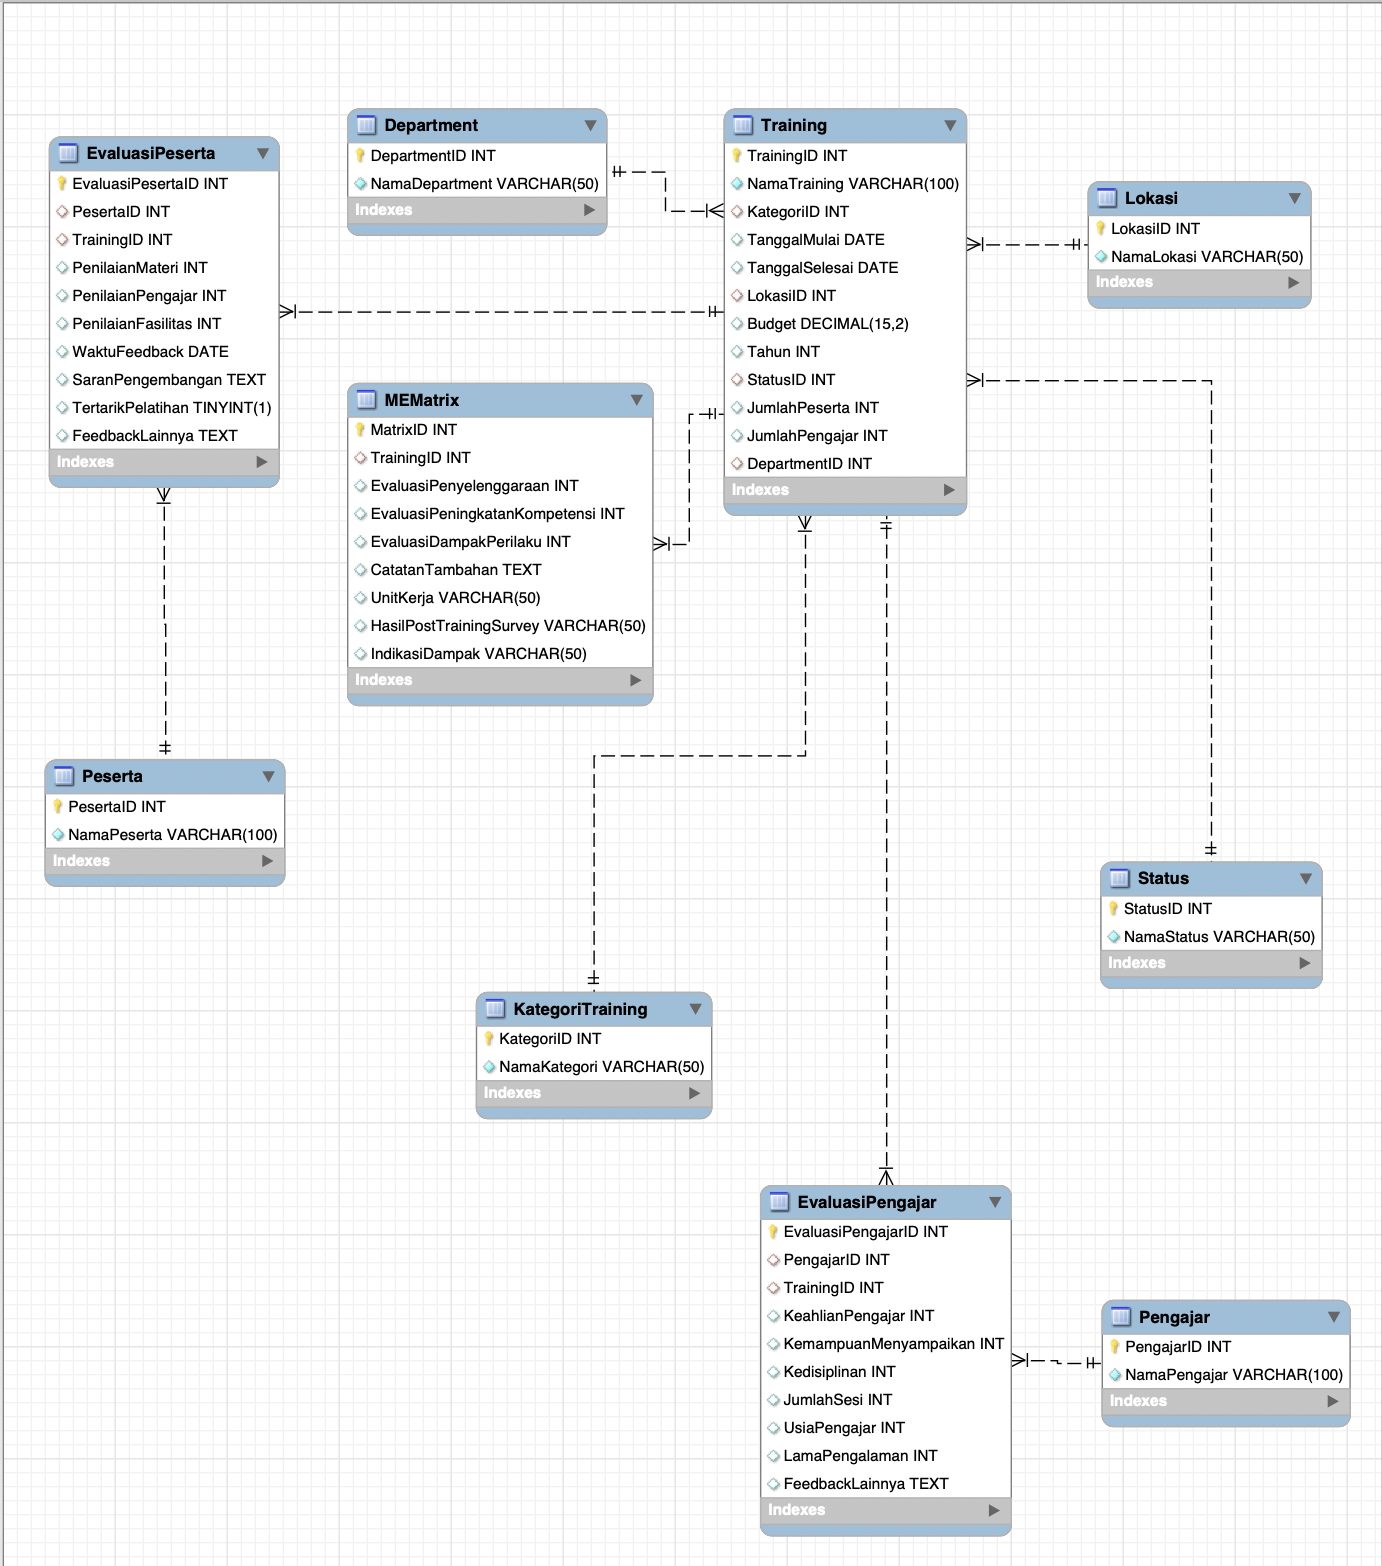 EvaluasiPeserta
EvaluasiPesertaID INT
PesertaID INT
TrainingID INT
PenilaianMateri INT
PenilaianPengajar INT
PenilaianFasilitas INT
WaktuFeedback DATE
SaranPengembangan TEXT
TertarikPelatihan TINYINT(1)
FeedbackLainnya TEXT
Indexes
Department
DepartmentID INT
NamaDepartment VARCHAR(50)
Indexes
Training
TrainingID INT
NamaTraining VARCHAR(100)
KategoriID INT
TanggalMulai DATE
TanggalSelesai DATE
LokasiID INT
Budget DECIMAL(15,2)
Tahun INT
StatusID INT
JumlahPeserta INT
JumlahPengajar INT
DepartmentID INT
Indexes
Lokasi
LokasiID INT
NamaLokasi VARCHAR(50)
Indexes
MEMatrix
MatrixID INT
TrainingID INT
EvaluasiPenyelenggaraan INT
EvaluasiPeningkatanKompetensi INT
EvaluasiDampakPerilaku INT
CatatanTambahan TEXT
UnitKerja VARCHAR(50)
HasilPostTrainingSurvey VARCHAR(50)
IndikasiDampak VARCHAR(50)
Indexes
Peserta
PesertaID INT
NamaPeserta VARCHAR(100)
Indexes
Status
StatusID INT
NamaStatus VARCHAR(50)
Indexes
KategoriTraining
KategoriID INT
NamaKategori VARCHAR(50)
Indexes
EvaluasiPengajar
EvaluasiPengajarID INT
PengajarID INT
TrainingID INT
KeahlianPengajar INT
KemampuanMenyampaikan INT
Kedisiplinan INT
JumlahSesi INT
UsiaPengajar INT
LamaPengalaman INT
FeedbackLainnya TEXT
Indexes
Pengajar
PengajarID INT
NamaPengajar VARCHAR(100)
Indexes